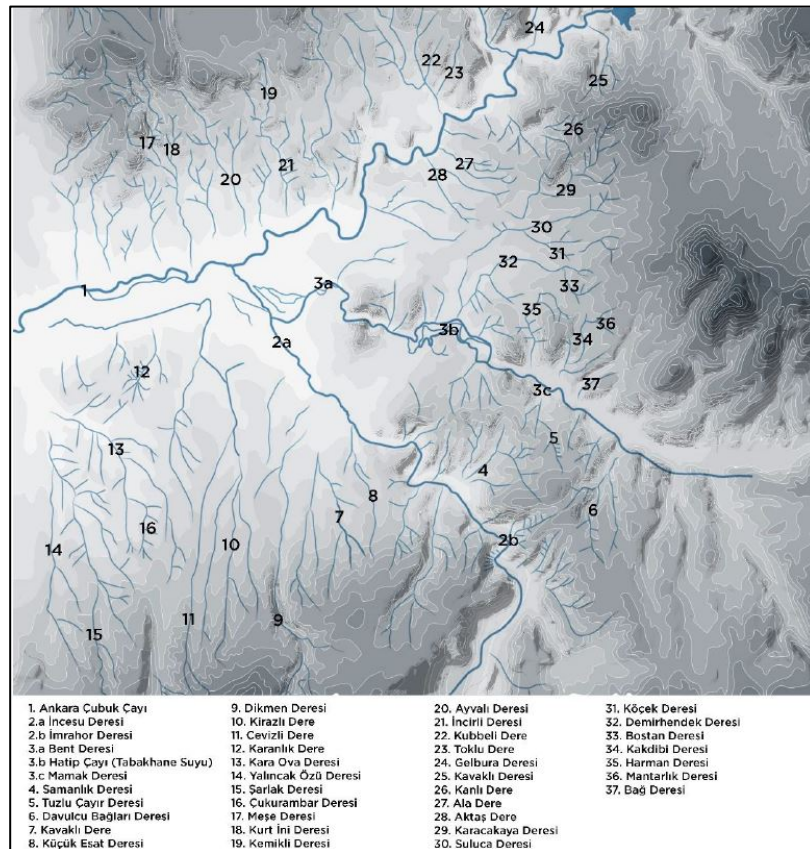 24
22
23
25
19
26
17
18
27
21
28
20
29
30
31
32
3a
33
1
35
36
3b
2a
34
12
37
3c
5
13
4
8
6
7
16
10
2b
14
11
9
15
1. Ankara Çubuk Çayı
2.a İncesu Deresi
2.b İmrahor Deresi
3.a Bent Deresi
3.b Hatip Çayı (Tabakhane Suyu)
3.c Mamak Deresi
4. Samanlık Deresi
5. Tuzlu Çayır Deresi
6. Davulcu Bağları Deresi
7. Kavaklı Dere
8. Küçük Esat Deresi
9. Dikmen Deresi
10. Kirazlı Dere
11. Cevizli Dere
12. Karanlık Dere
13. Kara Ova Deresi
14. Yalıncak Özü Deresi
15. Şarlak Deresi
16. Çukurambar Deresi
17. Meşe Deresi
18. Kurt İni Deresi
19. Kemikli Deresi
20. Ayvalı Deresi
21. İncirli Deresi
22. Kubbeli Dere
23. Toklu Dere
24. Gelbura Deresi
25. Kavaklı Deresi
26. Kanlı Dere
27. Ala Dere
28. Aktaş Dere
29. Karacakaya Deresi
30. Suluca Deresi
31. Köçek Deresi
32. Demirhendek Deresi
33. Bostan Deresi
34. Kakdibi Deresi
35. Harman Deresi
36. Mantarlık Deresi
37. Bağ Deresi